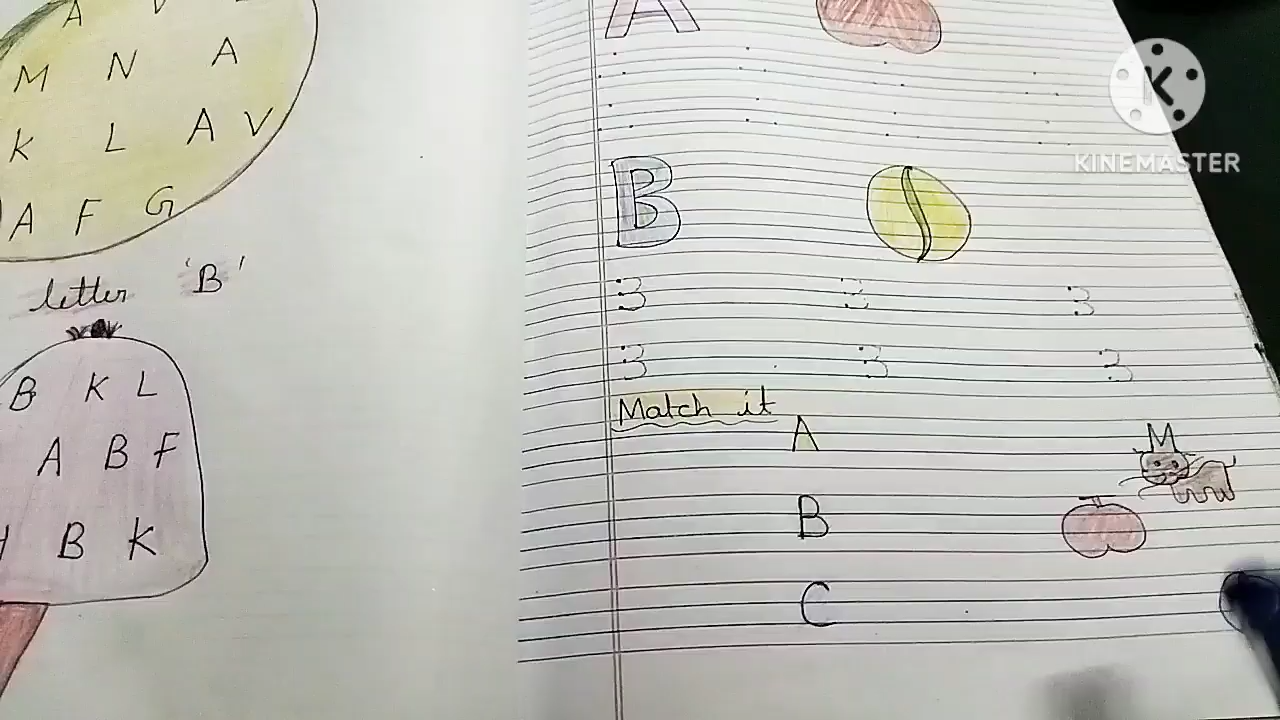 A V
M N A
K L A V
A F G
letter 'B'
B K L
A B F
B K
A
B
Match it
A
B
C
KINEMASTER